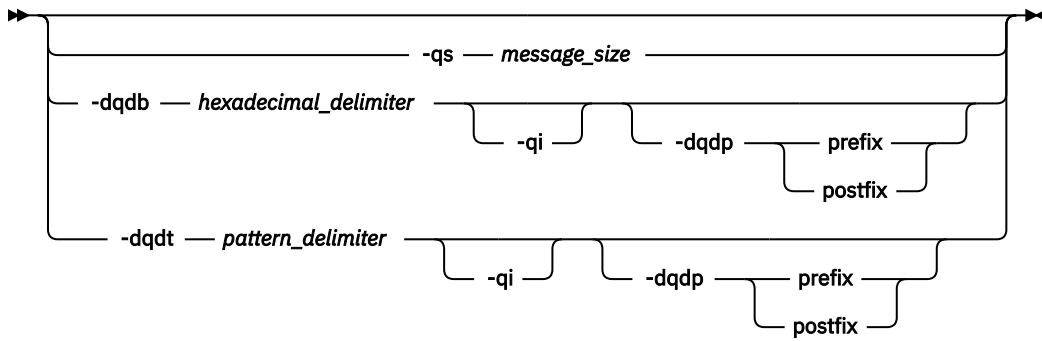 -qs message_size
-dqdb hexadecimal_delimiter
-qi -dqdp prefix
postfix
-dqdt pattern_delimiter
-qi -dqdp prefix
postfix